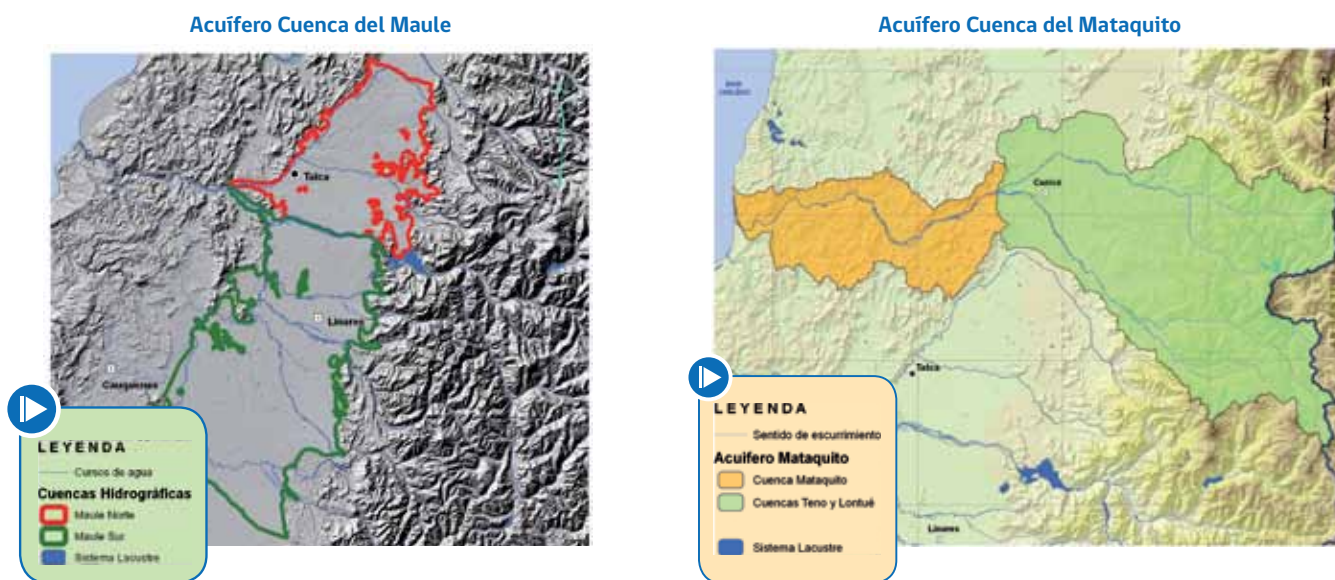 Acuífero Cuenca del Maule
Talca
Linares
Cauquenes
LEYENDA
Cursos de agua
Cuencas Hidrográficas
Maule Norte
Maule Sur
Sistema Lacustre
Acuífero Cuenca del Mataquito
N
Curicó
Talca
Linares
LEYENDA
Sentido de escurrimiento
Acuifero Mataquito
Cuenca Mataquito
Cuencas Teno y Lontué
Sistema Lacustre